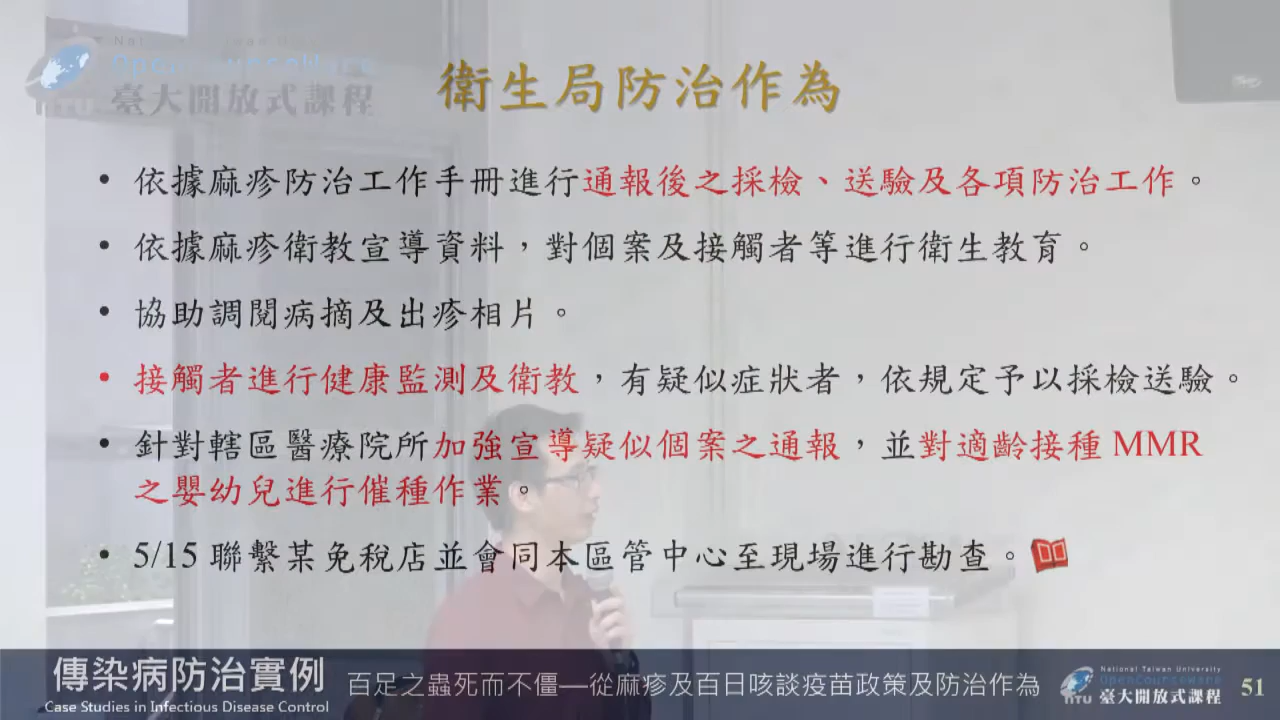 National Taiwan University
OpenCourseWare
NTU 臺大開放式課程
衛生局防治作為
• 依據麻疹防治工作手冊進行通報後之採檢、送驗及各項防治工作。
• 依據麻疹衛教宣導資料，對個案及接觸者等進行衛生教育。
• 協助調閱病摘及出疹相片。
• 接觸者進行健康監測及衛教，有疑似症狀者，依規定予以採檢送驗。
• 針對轄區醫療院所加強宣導疑似個案之通報，並對適齡接種 MMR
之嬰幼兒進行催種作業。
• 5/15 聯繫某免稅店並會同本區管中心至現場進行勘查。
傳染病防治實例
Case Studies in Infectious Disease Control
百足之蟲死而不僵—從麻疹及百日咳談疫苗政策及防治作為
National Taiwan University
OpenCourseWare
NTU 臺大開放式課程
51